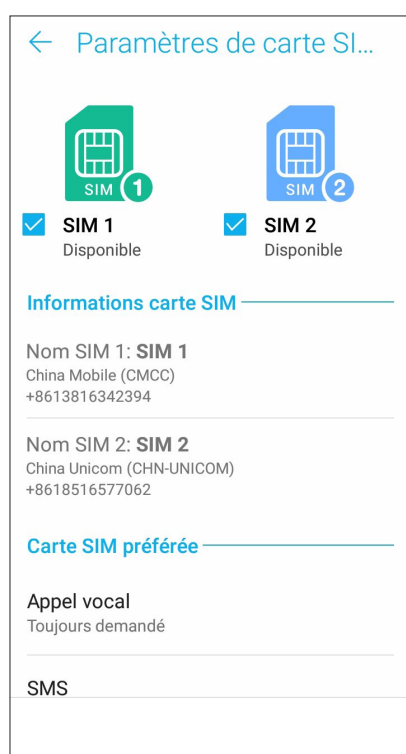 Paramètres de carte SI...
SIM 1
SIM 2
SIM 1
Disponible
SIM 2
Disponible
Informations carte SIM
Nom SIM 1: SIM 1
China Mobile (CMCC)
+8613816342394
Nom SIM 2: SIM 2
China Unicom (CHN-UNICOM)
+8618516577062
Carte SIM préférée
Appel vocal
Toujours demandé
SMS